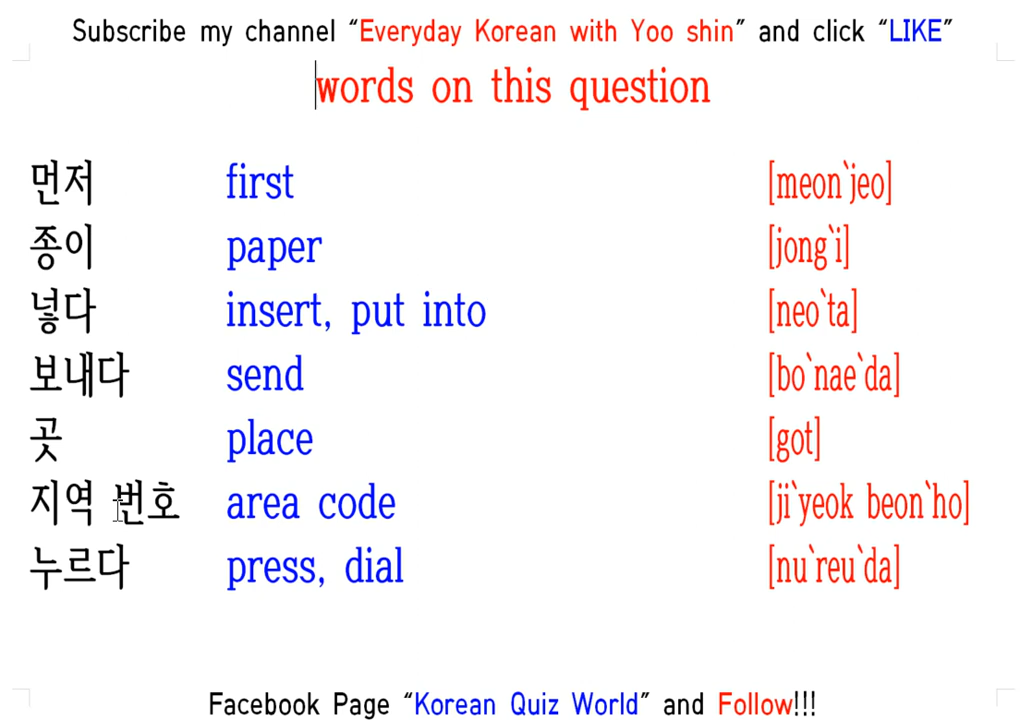 Subscribe my channel “Everyday Korean with Yoo shin” and click “LIKE”
words on this question
먼저 first [meon`jeo]
종이 paper [jong`i]
넣다 insert, put into [neo`ta]
보내다 send [bo`nae`da]
곳 place [got]
지역 번호 area code [ji`yeok beon`ho]
누르다 press, dial [nu`reu`da]
Facebook Page “Korean Quiz World” and Follow!!!